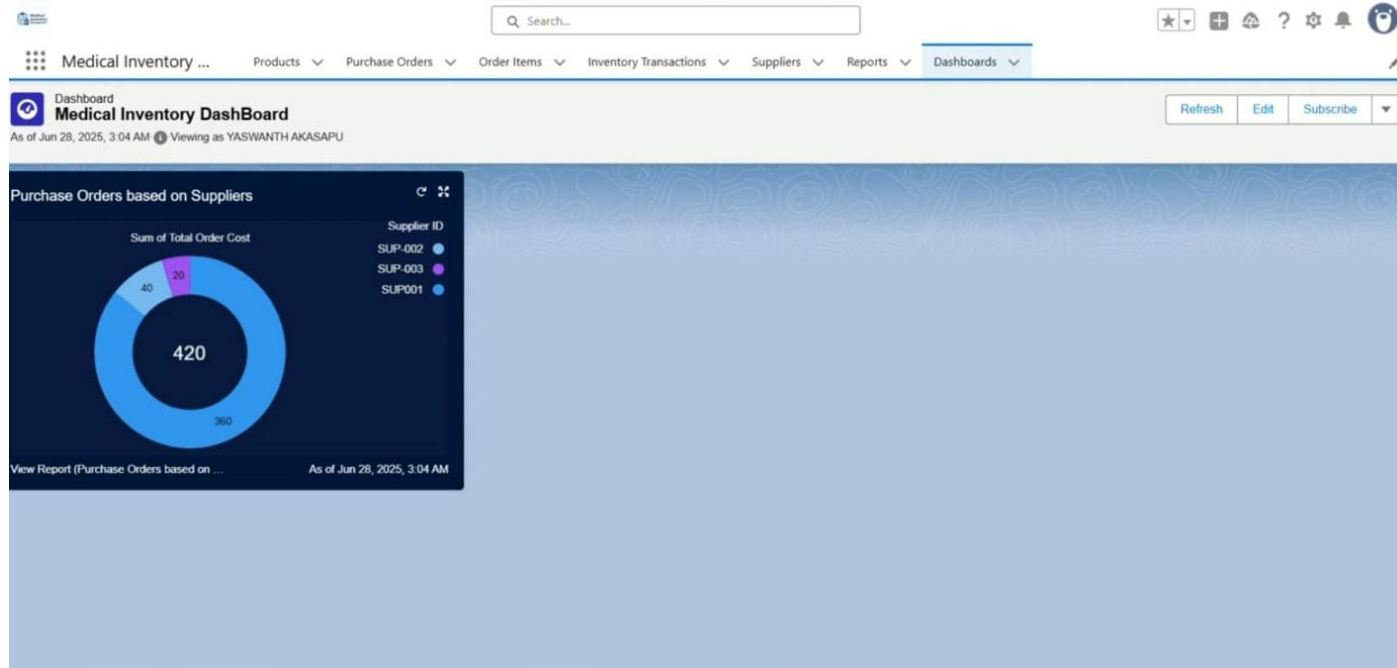 Medical
Inventory
Management
Search...
Medical Inventory ... Products Purchase Orders Order Items Inventory Transactions Suppliers Reports Dashboards
Dashboard
Medical Inventory DashBoard
As of Jun 28, 2025, 3:04 AM Viewing as YASWANTH AKASAPU
Refresh Edit Subscribe
Purchase Orders based on Suppliers
Sum of Total Order Cost
Supplier ID
SUP-002
SUP-003
SUP001
20
40
420
360
View Report (Purchase Orders based on ... As of Jun 28, 2025, 3:04 AM